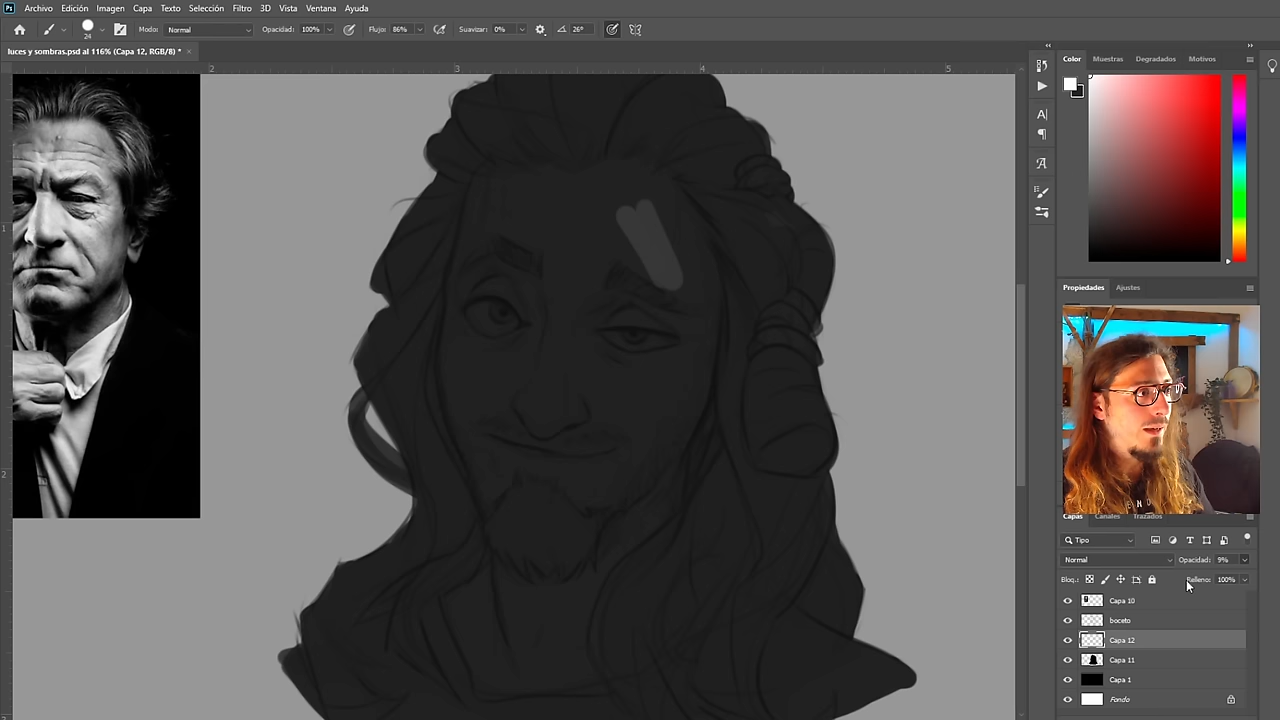 Archivo Edición Imagen Capa Texto Selección Filtro 3D Vista Ventana Ayuda
24 Modo: Normal Opacidad: 100% Flujo: 86% Suavizar: 0% 26°
luces y sombras.psd al 116% (Capa 12, RGB/8) * ×
2 3 4 5
1
2
Color Muestras Degradados Motivos
Propiedades Ajustes
Capas Canales Trazados
Tipo
Normal Opacidad: 9%
Bloq.: Relleno: 100%
Capa 10
boceto
Capa 12
Capa 11
Capa 1
Fondo